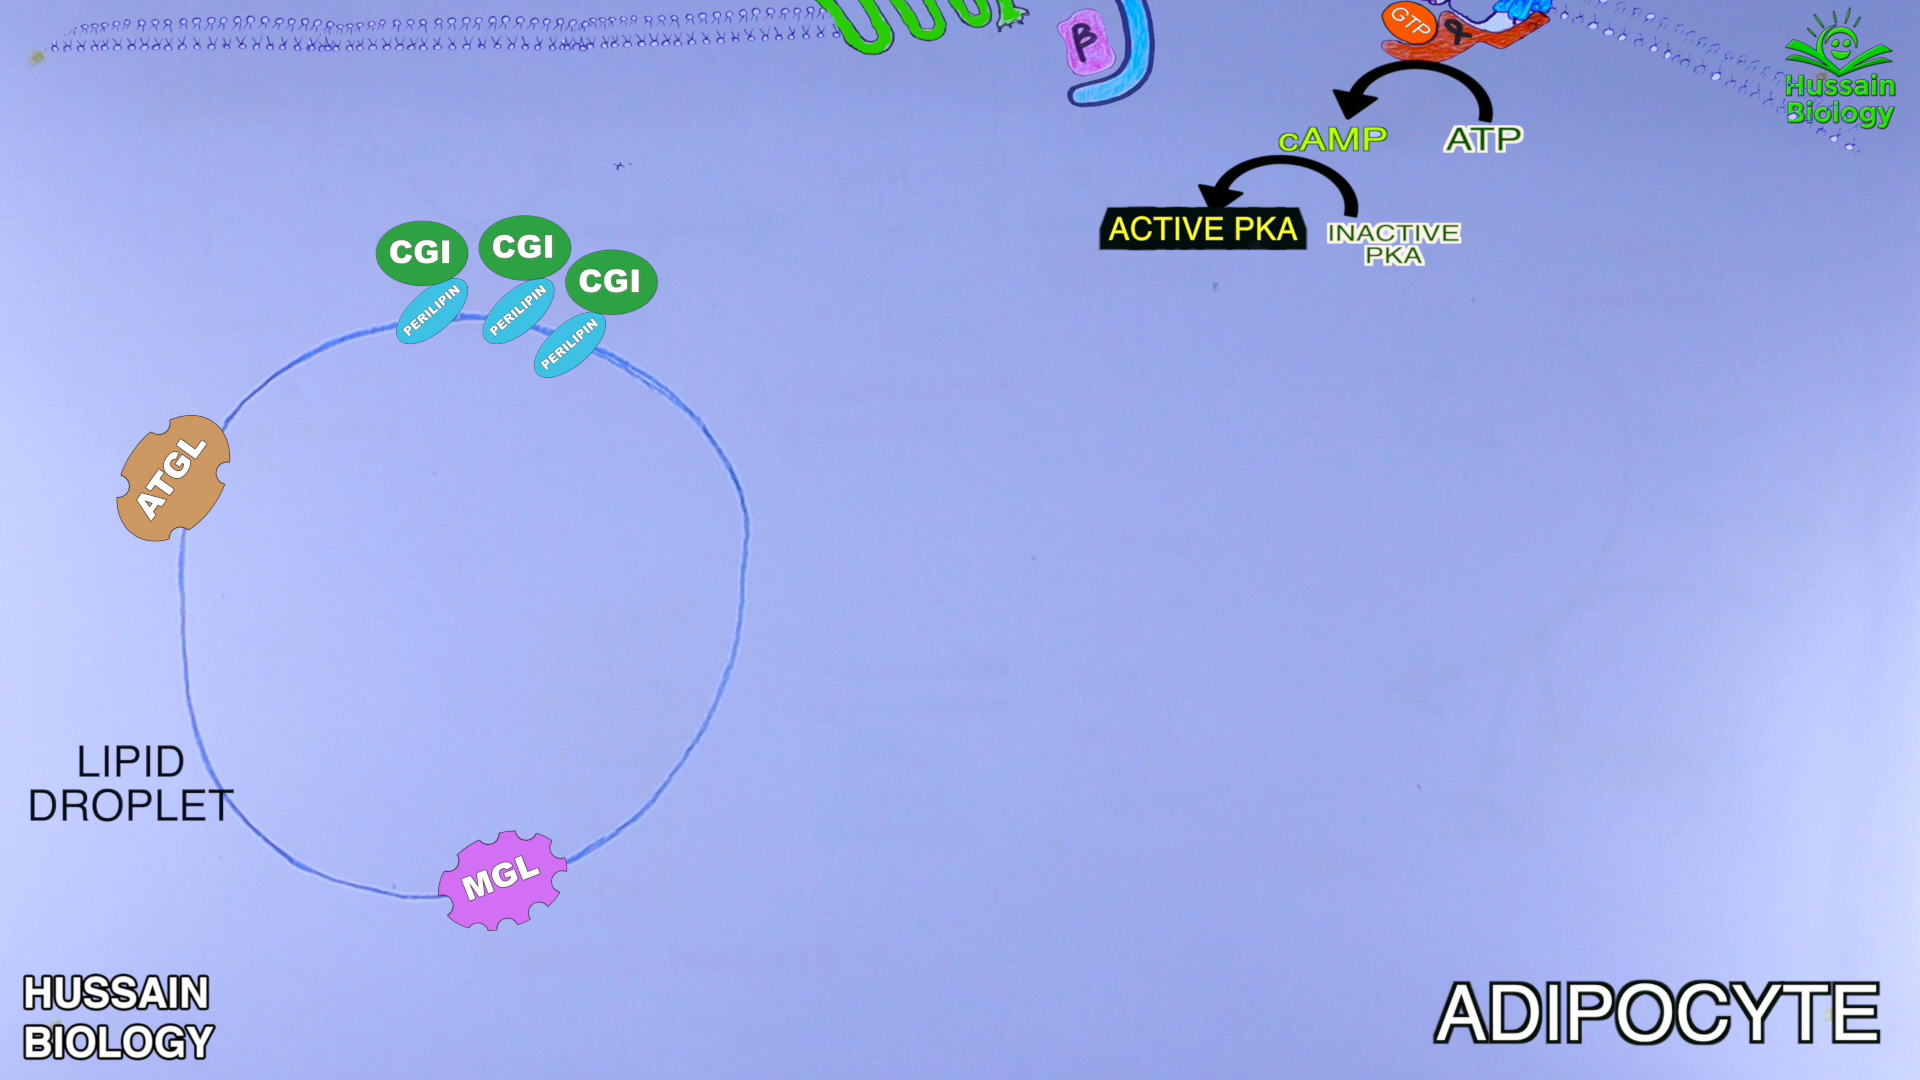 β
GTP
α
Hussain
Biology
cAMP
ATP
ACTIVE PKA
INACTIVE
PKA
CGI
CGI
CGI
PERILIPIN
PERILIPIN
PERILIPIN
ATGL
LIPID
DROPLET
MGL
HUSSAIN
BIOLOGY
ADIPOCYTE